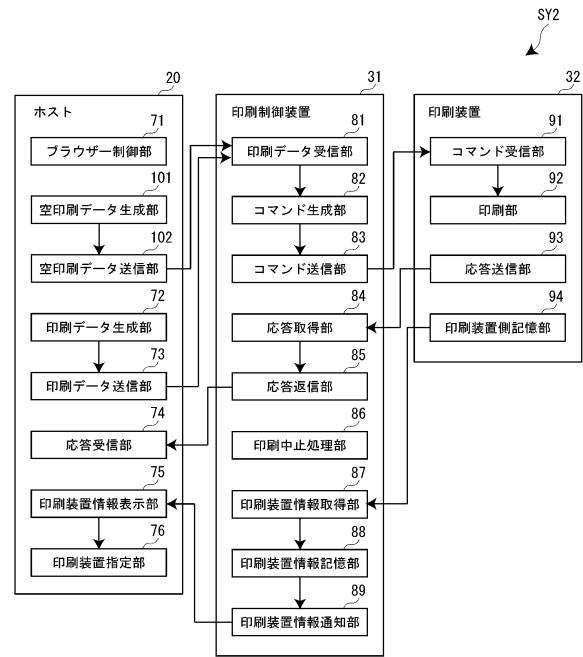 SY2
20
ホスト
71
ブラウザー制御部
101
空印刷データ生成部
102
空印刷データ送信部
72
印刷データ生成部
73
印刷データ送信部
74
応答受信部
75
印刷装置情報表示部
76
印刷装置指定部
31
印刷制御装置
81
印刷データ受信部
82
コマンド生成部
83
コマンド送信部
84
応答取得部
85
応答返信部
86
印刷中止処理部
87
印刷装置情報取得部
88
印刷装置情報記憶部
89
印刷装置情報通知部
32
印刷装置
91
コマンド受信部
92
印刷部
93
応答送信部
94
印刷装置側記憶部